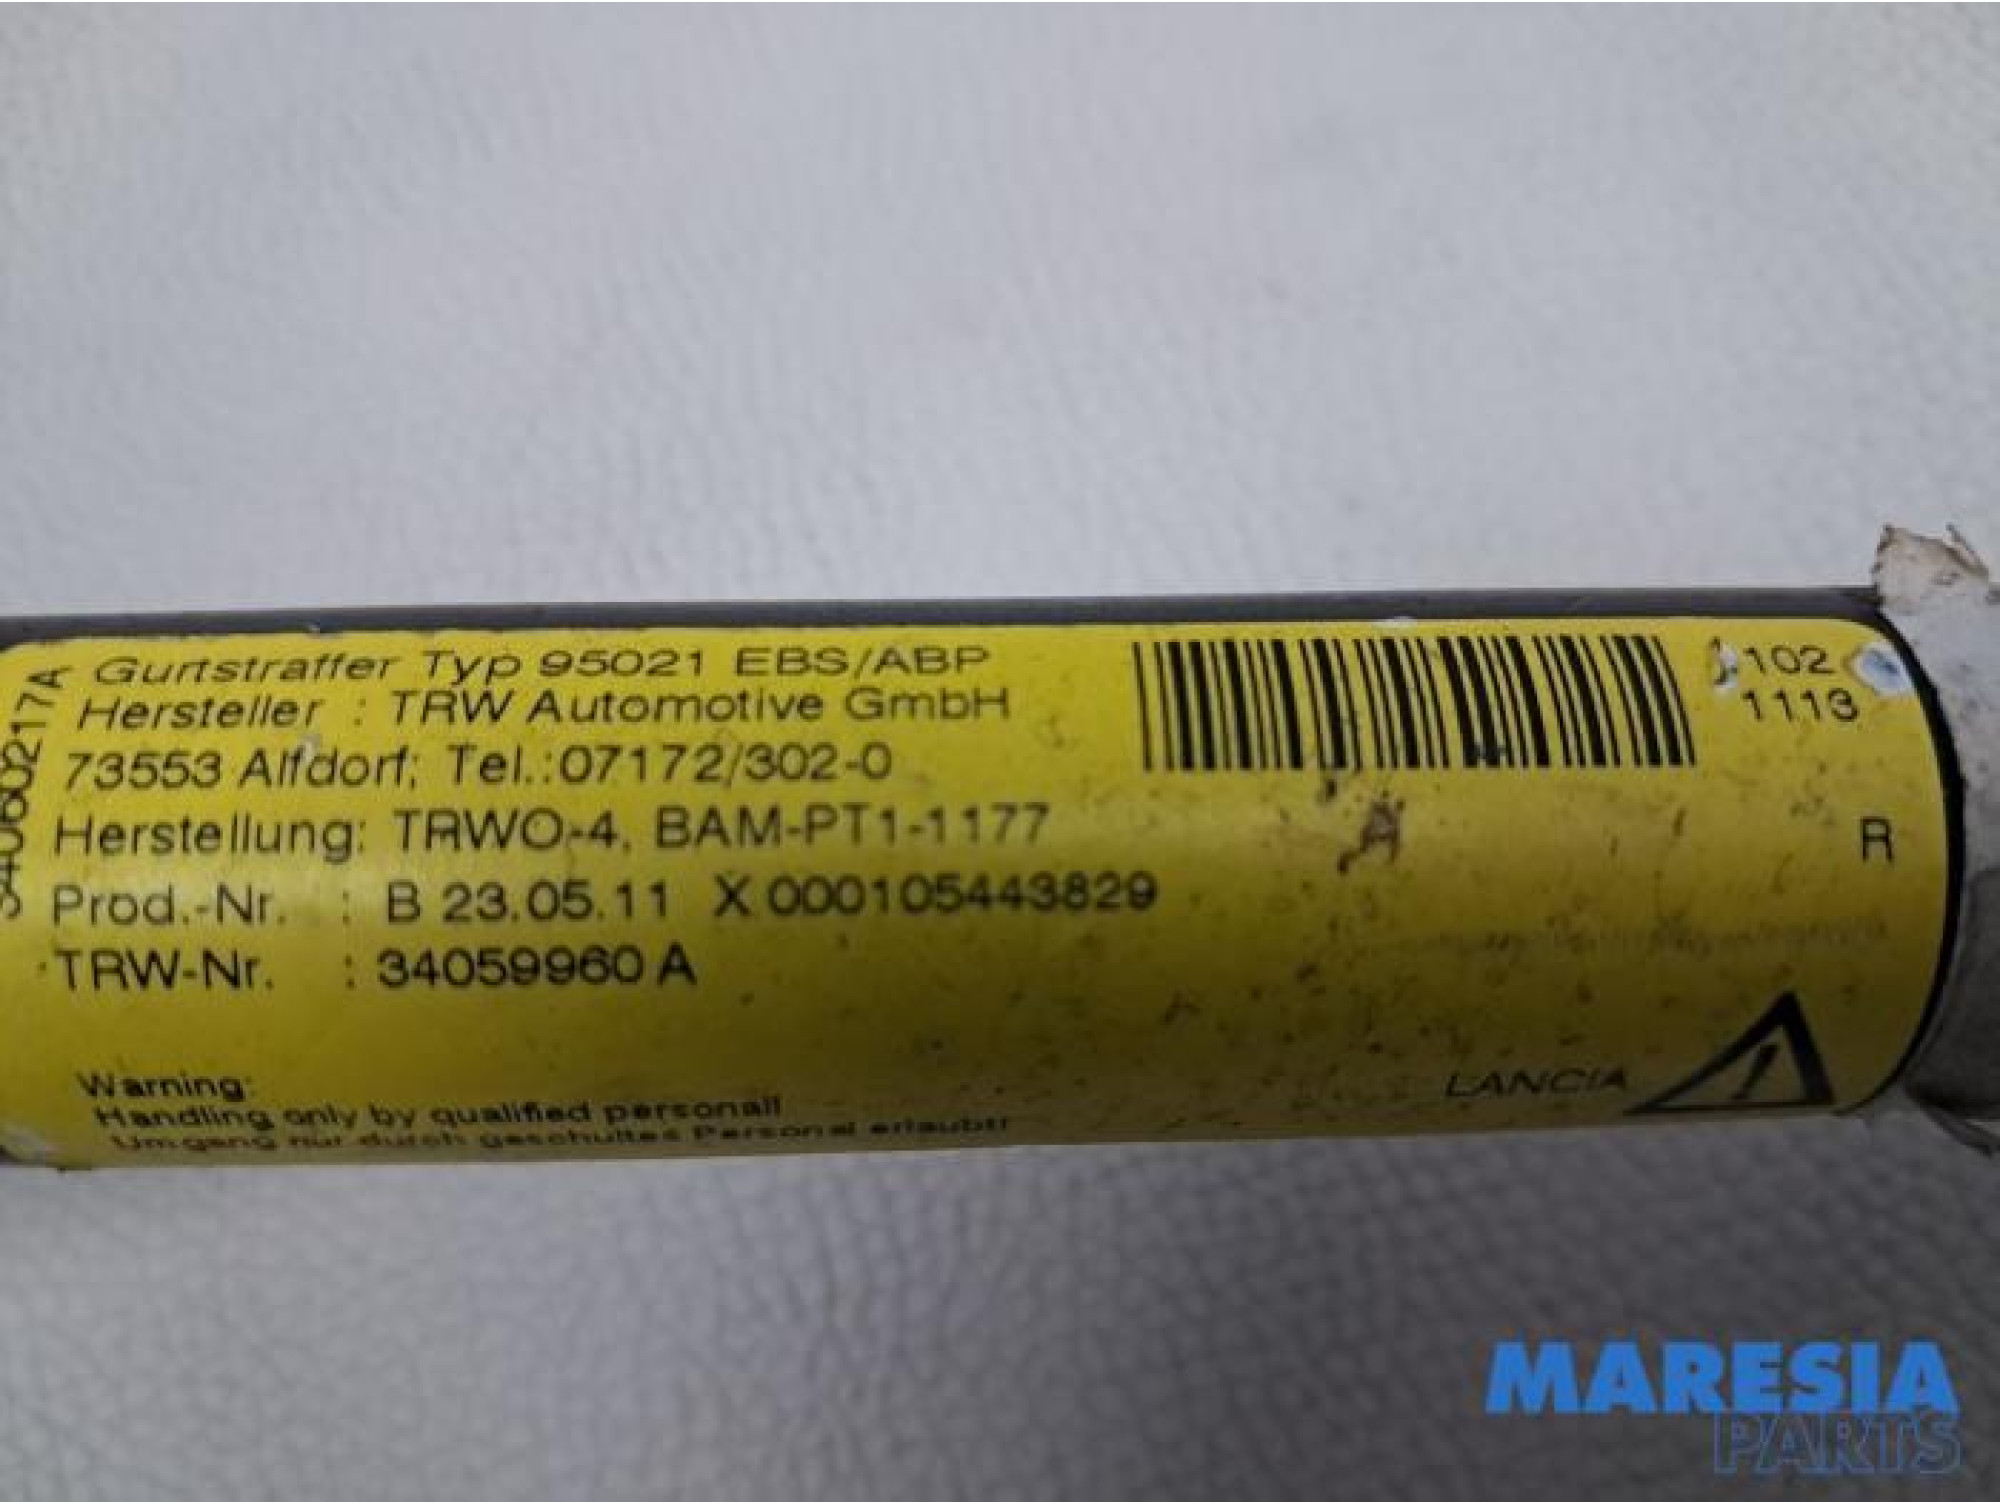 34060217A
Gurtstraffer Typ 95021 EBS/ABP
Hersteller : TRW Automotive GmbH
73553 Alfdorf; Tel.:07172/302-0
Herstellung: TRWO-4, BAM-PT1-1177
Prod.-Nr. : B 23.05.11 X 000105443829
TRW-Nr. : 34059960 A
Warning:
Handling only by qualified personall
Umgang nur durch geschultes Personal erlaubt!
102
1113
R
LANCIA
MARESIA
PARTS